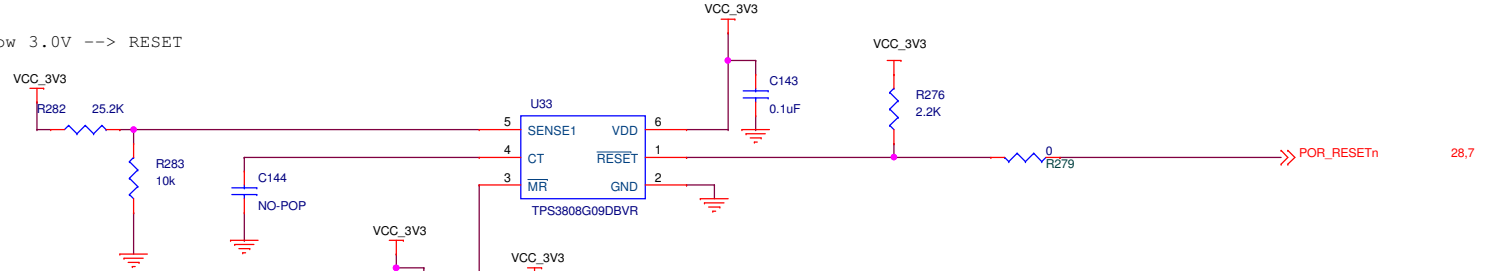 VCC_3V3
ow 3.0V --> RESET
VCC_3V3
VCC_3V3
R282 25.2K
C143
0.1uF
R276
2.2K
U33
5 SENSE1 VDD 6
4 CT RESET 1
3 MR GND 2
TPS3808G09DBVR
R283
10k
C144
NO-POP
0
R279
POR_RESETn 28,7
VCC_3V3
VCC_3V3